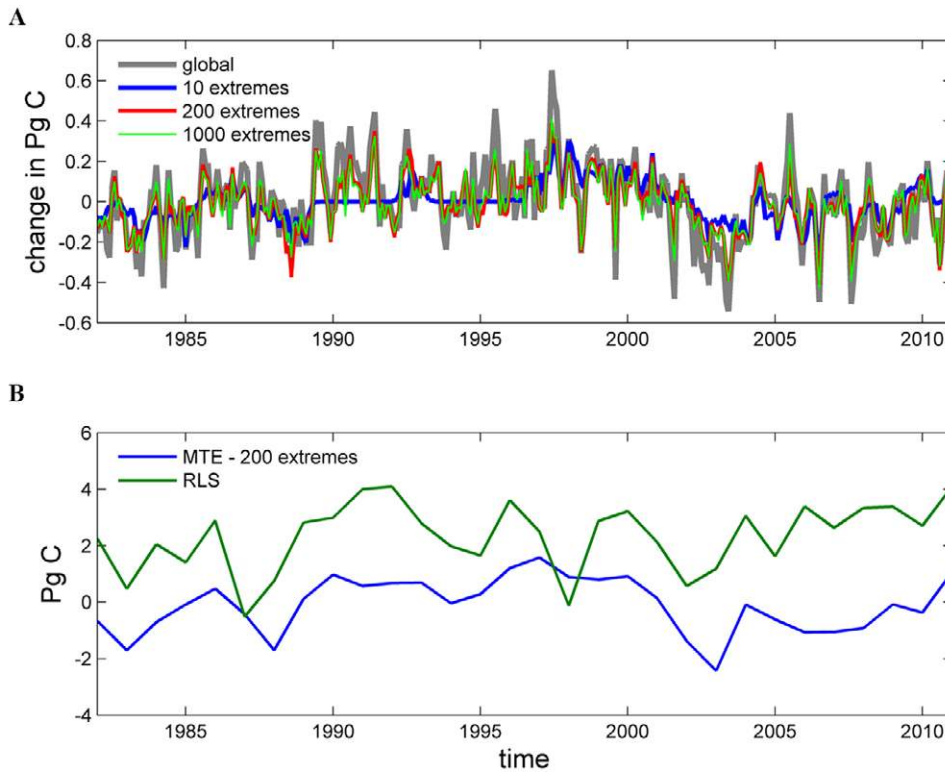 A
change in Pg C
0.8
0.6
0.4
0.2
0
-0.2
-0.4
-0.6
global
10 extremes
200 extremes
1000 extremes
1985
1990
1995
2000
2005
2010
B
Pg C
6
4
2
0
-2
-4
MTE - 200 extremes
RLS
1985
1990
1995
2000
2005
2010
time